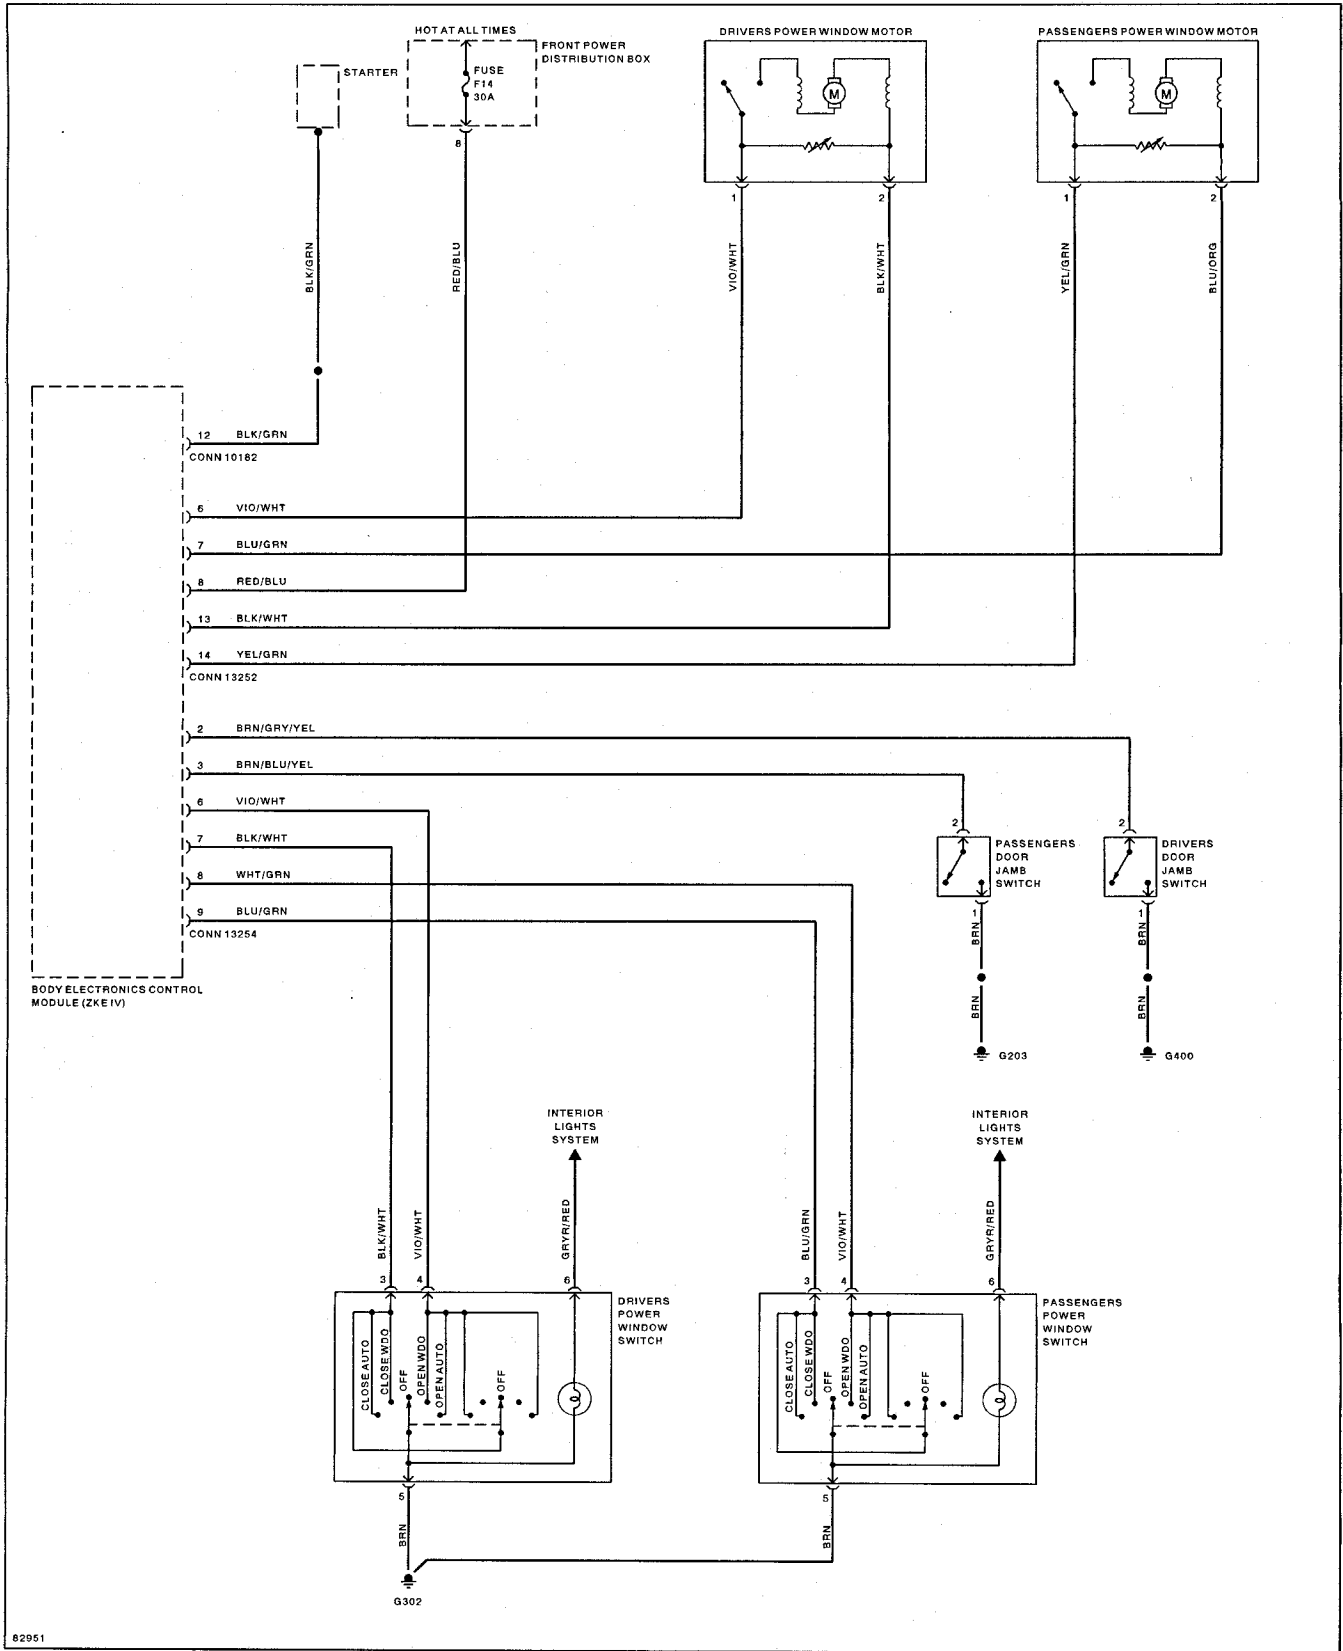 HOT AT ALL TIMES
FRONT POWER
DISTRIBUTION BOX
FUSE
F14
30A
8
STARTER
DRIVERS POWER WINDOW MOTOR
M
1
2
PASSENGERS POWER WINDOW MOTOR
M
1
2
BLK/GRN
RED/BLU
VIO/WHT
BLK/WHT
YEL/GRN
BLU/ORG
12 BLK/GRN
CONN 10182
6 VIO/WHT
7 BLU/GRN
8 RED/BLU
13 BLK/WHT
14 YEL/GRN
CONN 13252
2 BRN/GRY/YEL
3 BRN/BLU/YEL
6 VIO/WHT
7 BLK/WHT
8 WHT/GRN
9 BLU/GRN
CONN 13254
BODY ELECTRONICS CONTROL
MODULE (ZKE IV)
2
PASSENGERS
DOOR
JAMB
SWITCH
1
BRN
BRN
G203
2
DRIVERS
DOOR
JAMB
SWITCH
1
BRN
BRN
G400
INTERIOR
LIGHTS
SYSTEM
INTERIOR
LIGHTS
SYSTEM
BLK/WHT
VIO/WHT
GRYR/RED
BLU/GRN
VIO/WHT
GRYR/RED
3
4
6
DRIVERS
POWER
WINDOW
SWITCH
CLOSE AUTO
CLOSE WDO
OFF
OPEN WDO
OPEN AUTO
OFF
5
BRN
G302
3
4
6
PASSENGERS
POWER
WINDOW
SWITCH
CLOSE AUTO
CLOSE WDO
OFF
OPEN WDO
OPEN AUTO
OFF
5
BRN
82951